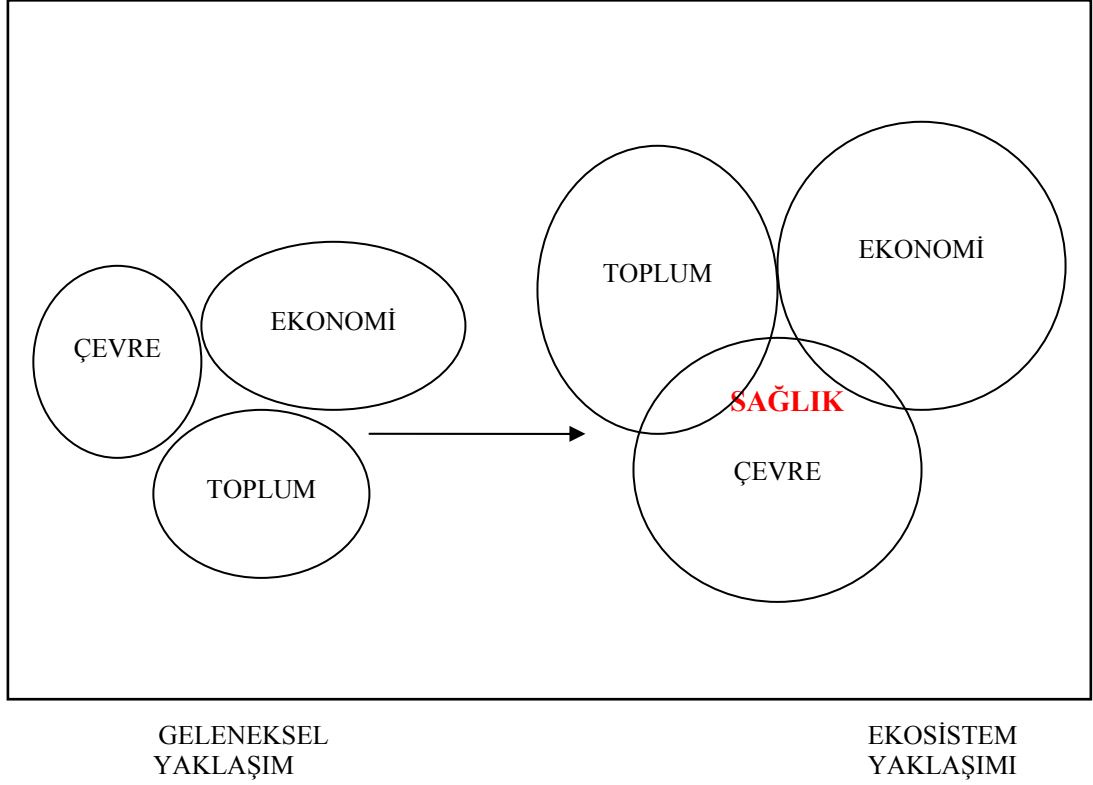 ÇEVRE
EKONOMİ
TOPLUM
TOPLUM
EKONOMİ
SAĞLIK
ÇEVRE
GELENEKSEL
YAKLAŞIM
EKOSİSTEM
YAKLAŞIMI